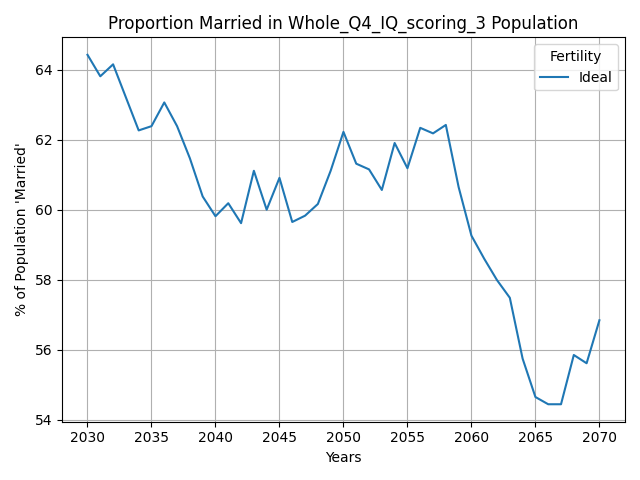 Proportion Married in Whole_Q4_IQ_scoring_3 Population
% of Population 'Married'
64
62
60
58
56
54
Fertility
Ideal
2030 2035 2040 2045 2050 2055 2060 2065 2070
Years